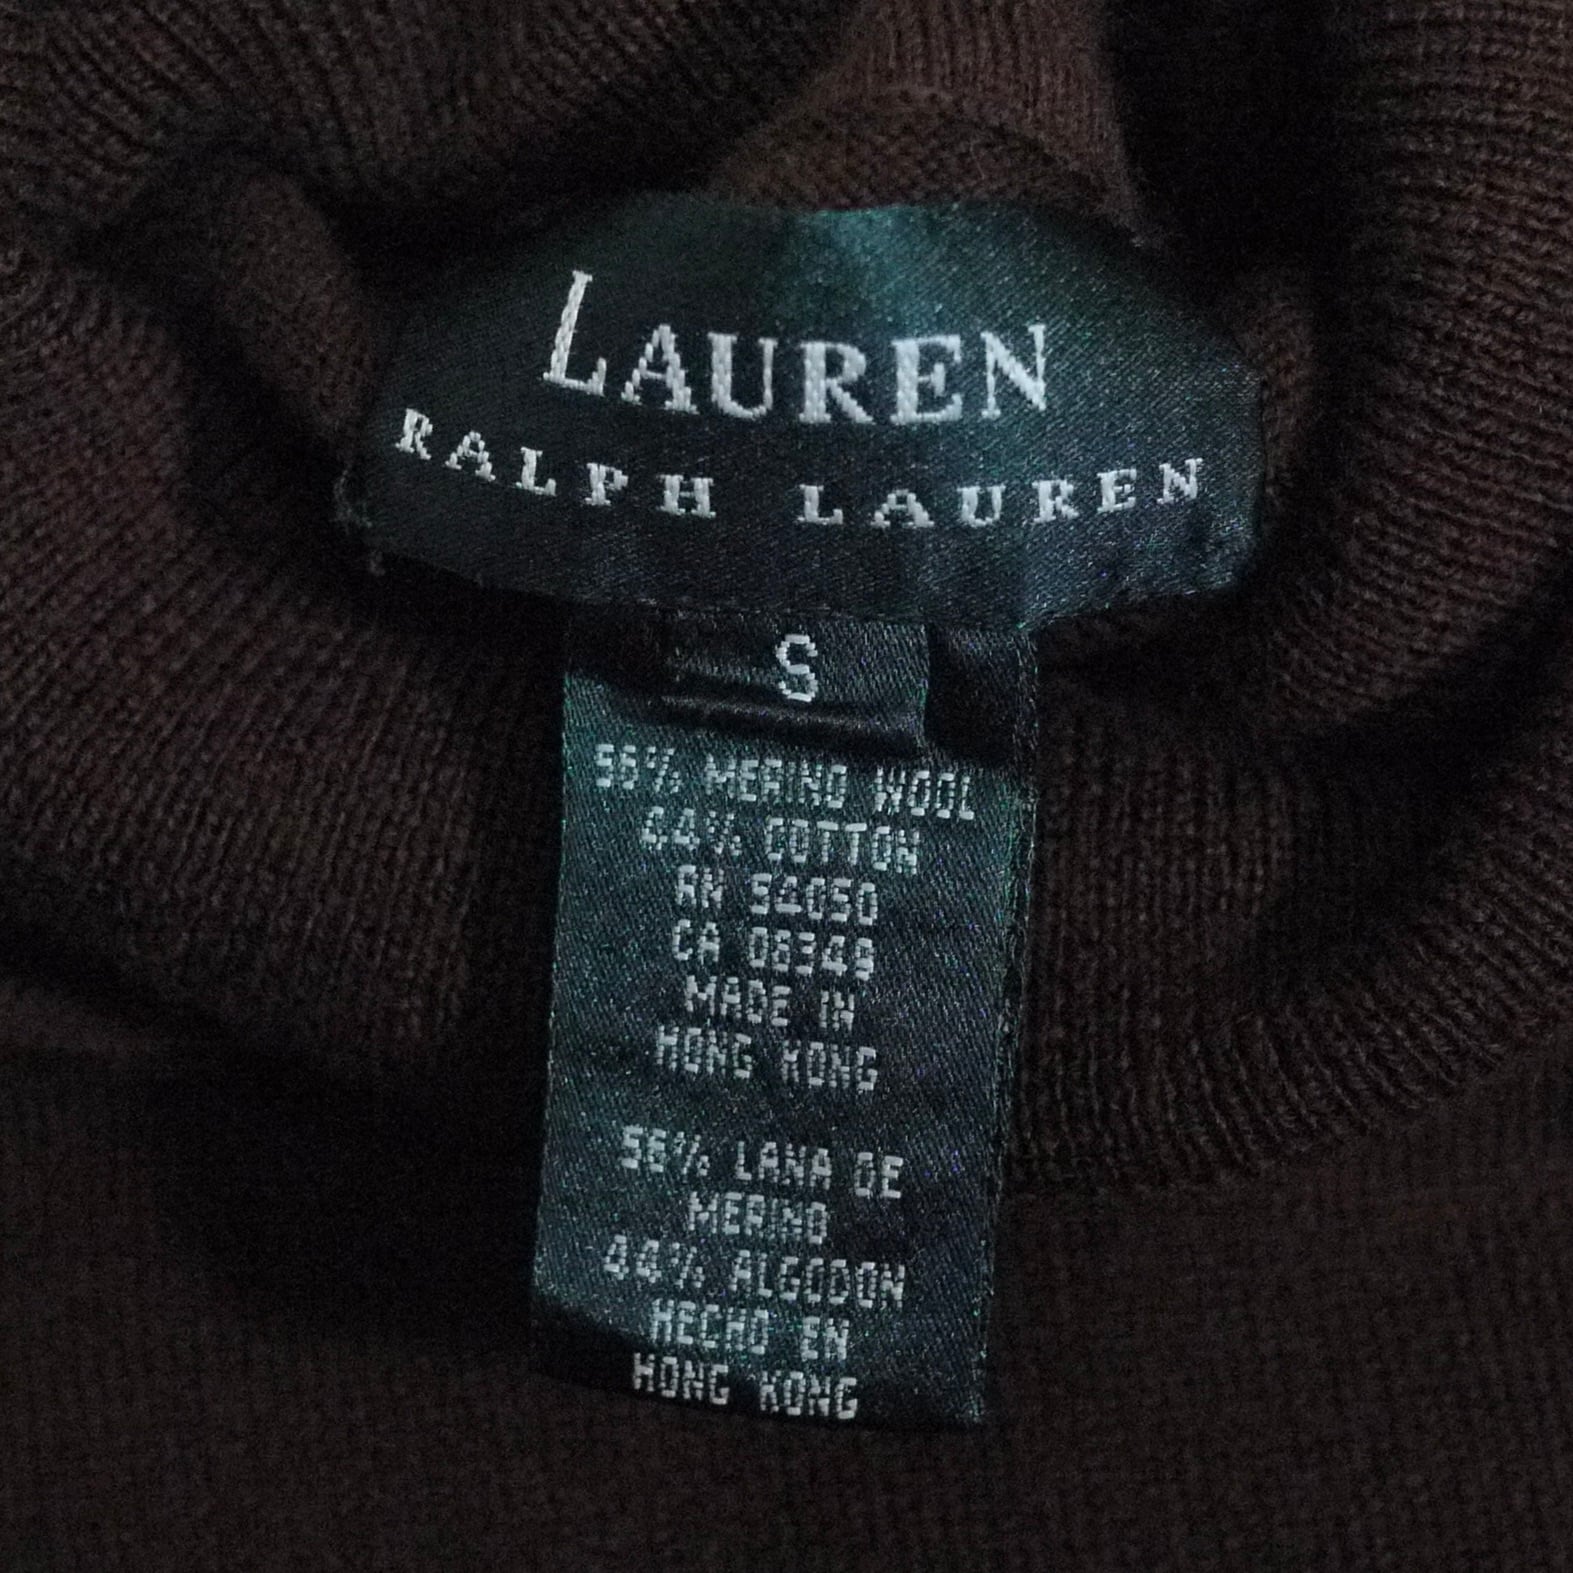 LAUREN
RALPH LAUREN
S
56% MERINO WOOL
44% COTTON
RN 54050
CA 08349
MADE IN
HONG KONG
56% LANA DE
MERINO
44% ALGODON
HECHO EN
HONG KONG